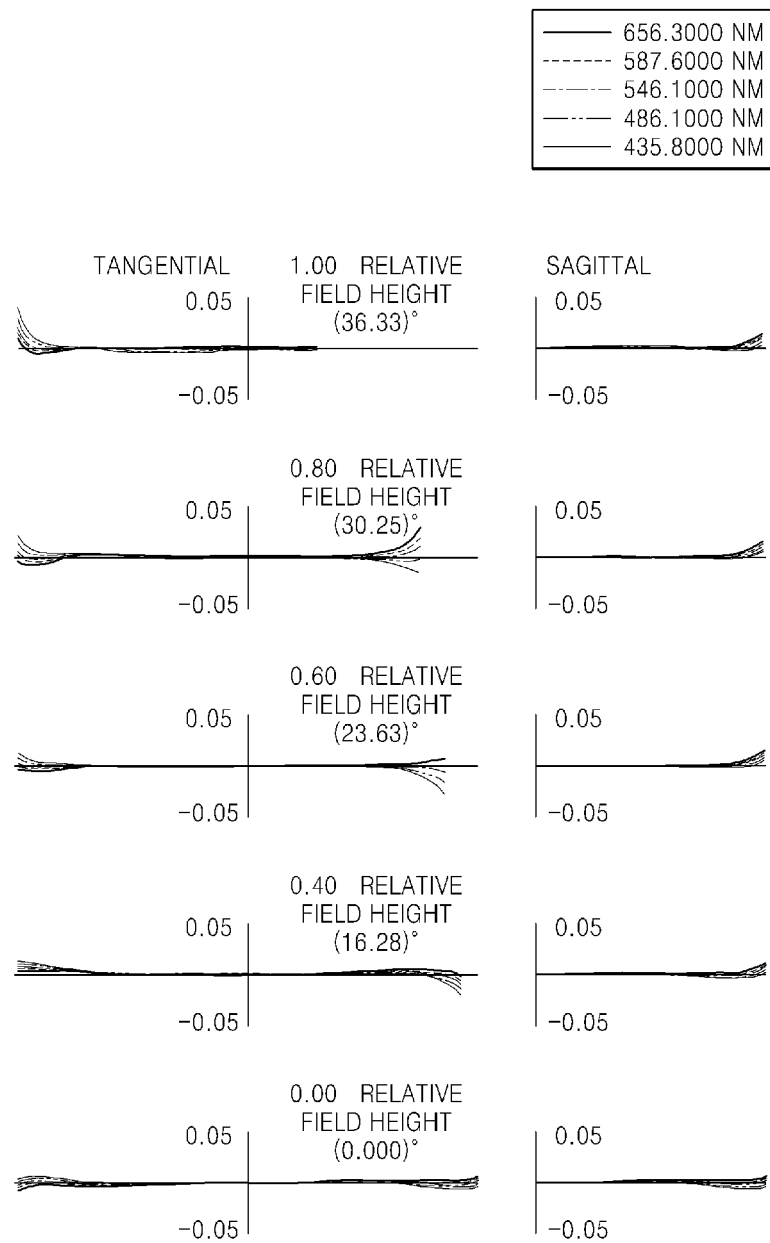 656.3000 NM
587.6000 NM
546.1000 NM
486.1000 NM
435.8000 NM
TANGENTIAL 1.00 RELATIVE SAGITTAL
FIELD HEIGHT
0.05 (36.33)° 0.05
-0.05 -0.05
0.80 RELATIVE
FIELD HEIGHT
0.05 (30.25)° 0.05
-0.05 -0.05
0.60 RELATIVE
FIELD HEIGHT
0.05 (23.63)° 0.05
-0.05 -0.05
0.40 RELATIVE
FIELD HEIGHT
0.05 (16.28)° 0.05
-0.05 -0.05
0.00 RELATIVE
FIELD HEIGHT
0.05 (0.000)° 0.05
-0.05 -0.05